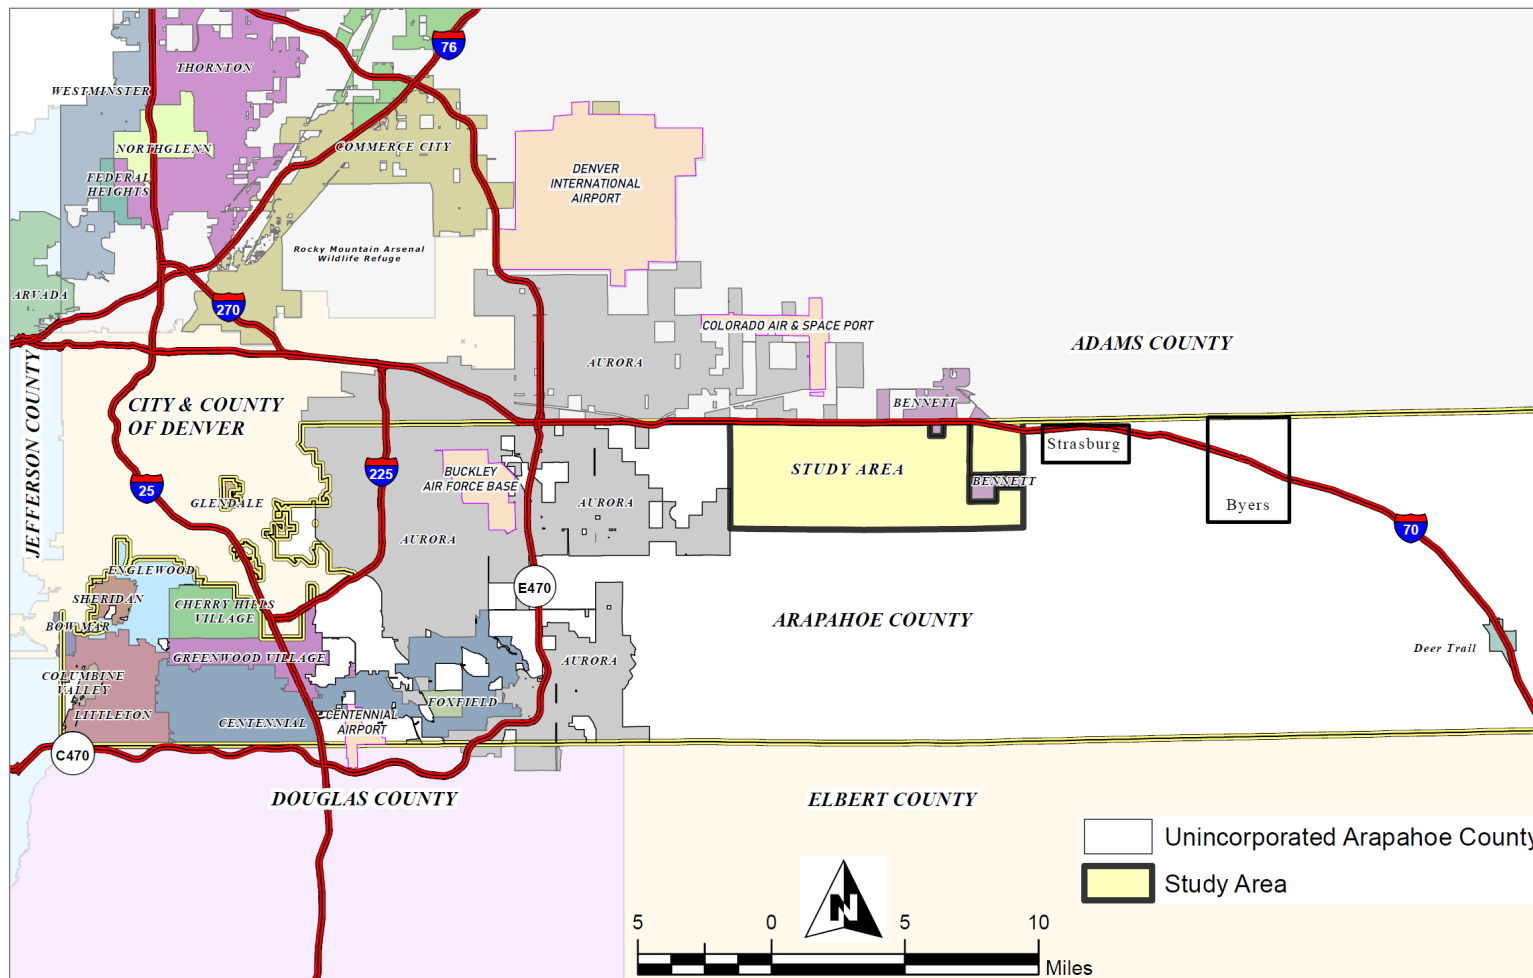 76
THORNTON
WESTMINSTER
NORTHGLENN
COMMERCE CITY
FEDERAL
HEIGHTS
DENVER
INTERNATIONAL
AIRPORT
Rocky Mountain Arsenal
Wildlife Refuge
ARVADA
270
COLORADO AIR & SPACE PORT
ADAMS COUNTY
AURORA
JEFFERSON COUNTY
CITY & COUNTY
OF DENVER
BENNETT
Strasburg
STUDY AREA
BUCKLEY
AIR FORCE BASE
225
25
BENNETT
GLENDALE
AURORA
Byers
70
AURORA
ENGLEWOOD
E470
SHERIDAN
CHERRY HILLS
VILLAGE
BOW MAR
ARAPAHOE COUNTY
Deer Trail
GREENWOOD VILLAGE
AURORA
COLUMBINE
VALLEY
FOXFIELD
LITTLETON
CENTENNIAL
CENTENNIAL
AIRPORT
C470
DOUGLAS COUNTY
ELBERT COUNTY
Unincorporated Arapahoe County
Study Area
N
5 0 5 10
Miles